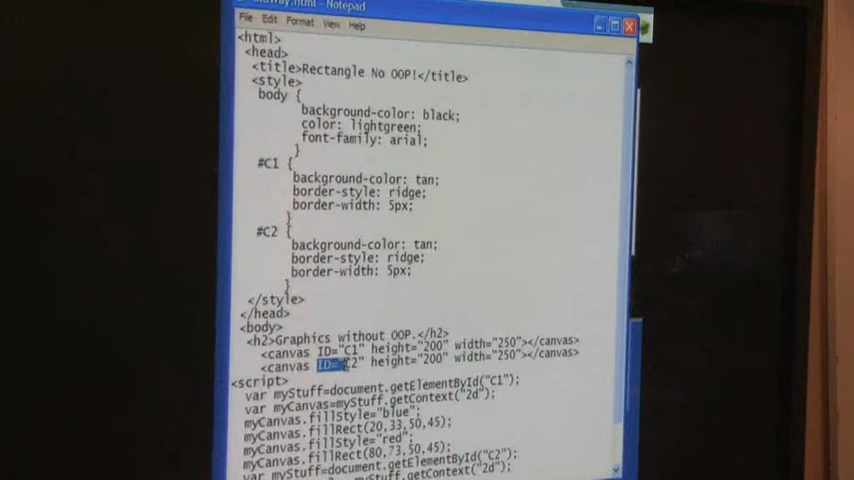 .html - Notepad
File Edit Format View Help
<html>
<head>
<title>Rectangle No OOP!</title>
<style>
body {
background-color: black;
color: lightgreen;
font-family: arial;
}
#C1 {
background-color: tan;
border-style: ridge;
border-width: 5px;
}
#C2 {
background-color: tan;
border-style: ridge;
border-width: 5px;
}
</style>
</head>
<body>
<h2>Graphics without OOP.</h2>
<canvas ID="C1" height="200" width="250"></canvas>
<canvas ID="C2" height="200" width="250"></canvas>
<script>
var myStuff=document.getElementById("C1");
var myCanvas=myStuff.getContext("2d");
myCanvas.fillStyle="blue";
myCanvas.fillRect(20,33,50,45);
myCanvas.fillStyle="red";
myCanvas.fillRect(80,73,50,45);
myStuff=document.getElementById("C2");
var myCanvas=myStuff.getContext("2d");